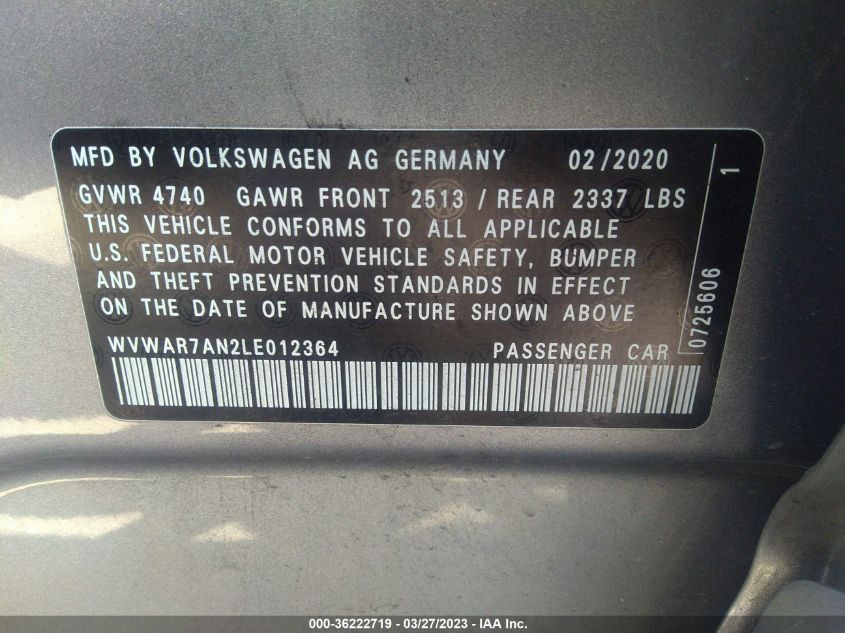 MFD BY VOLKSWAGEN AG GERMANY 02/2020
GVWR 4740 GAWR FRONT 2513 / REAR 2337 LBS
THIS VEHICLE CONFORMS TO ALL APPLICABLE
U.S. FEDERAL MOTOR VEHICLE SAFETY, BUMPER
AND THEFT PREVENTION STANDARDS IN EFFECT
ON THE DATE OF MANUFACTURE SHOWN ABOVE
WVWAR7AN2LE012364 PASSENGER CAR
0725606 1
000-36222719 // 03/27/2023 // IAA Inc.